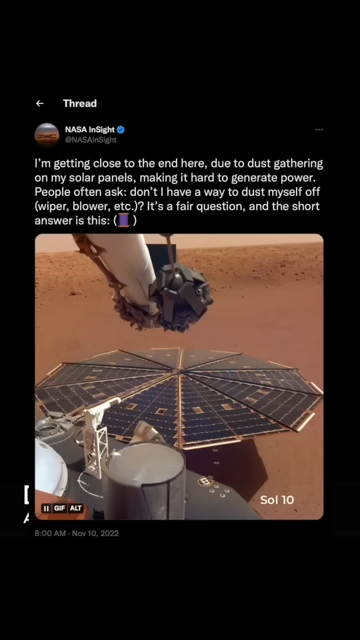 Thread
NASA InSight
@NASAInSight
I'm getting close to the end here, due to dust gathering
on my solar panels, making it hard to generate power.
People often ask: don't I have a way to dust myself off
(wiper, blower, etc.)? It's a fair question, and the short
answer is this: (🧵)
Sol 10
GIF ALT
8:00 AM · Nov 10, 2022